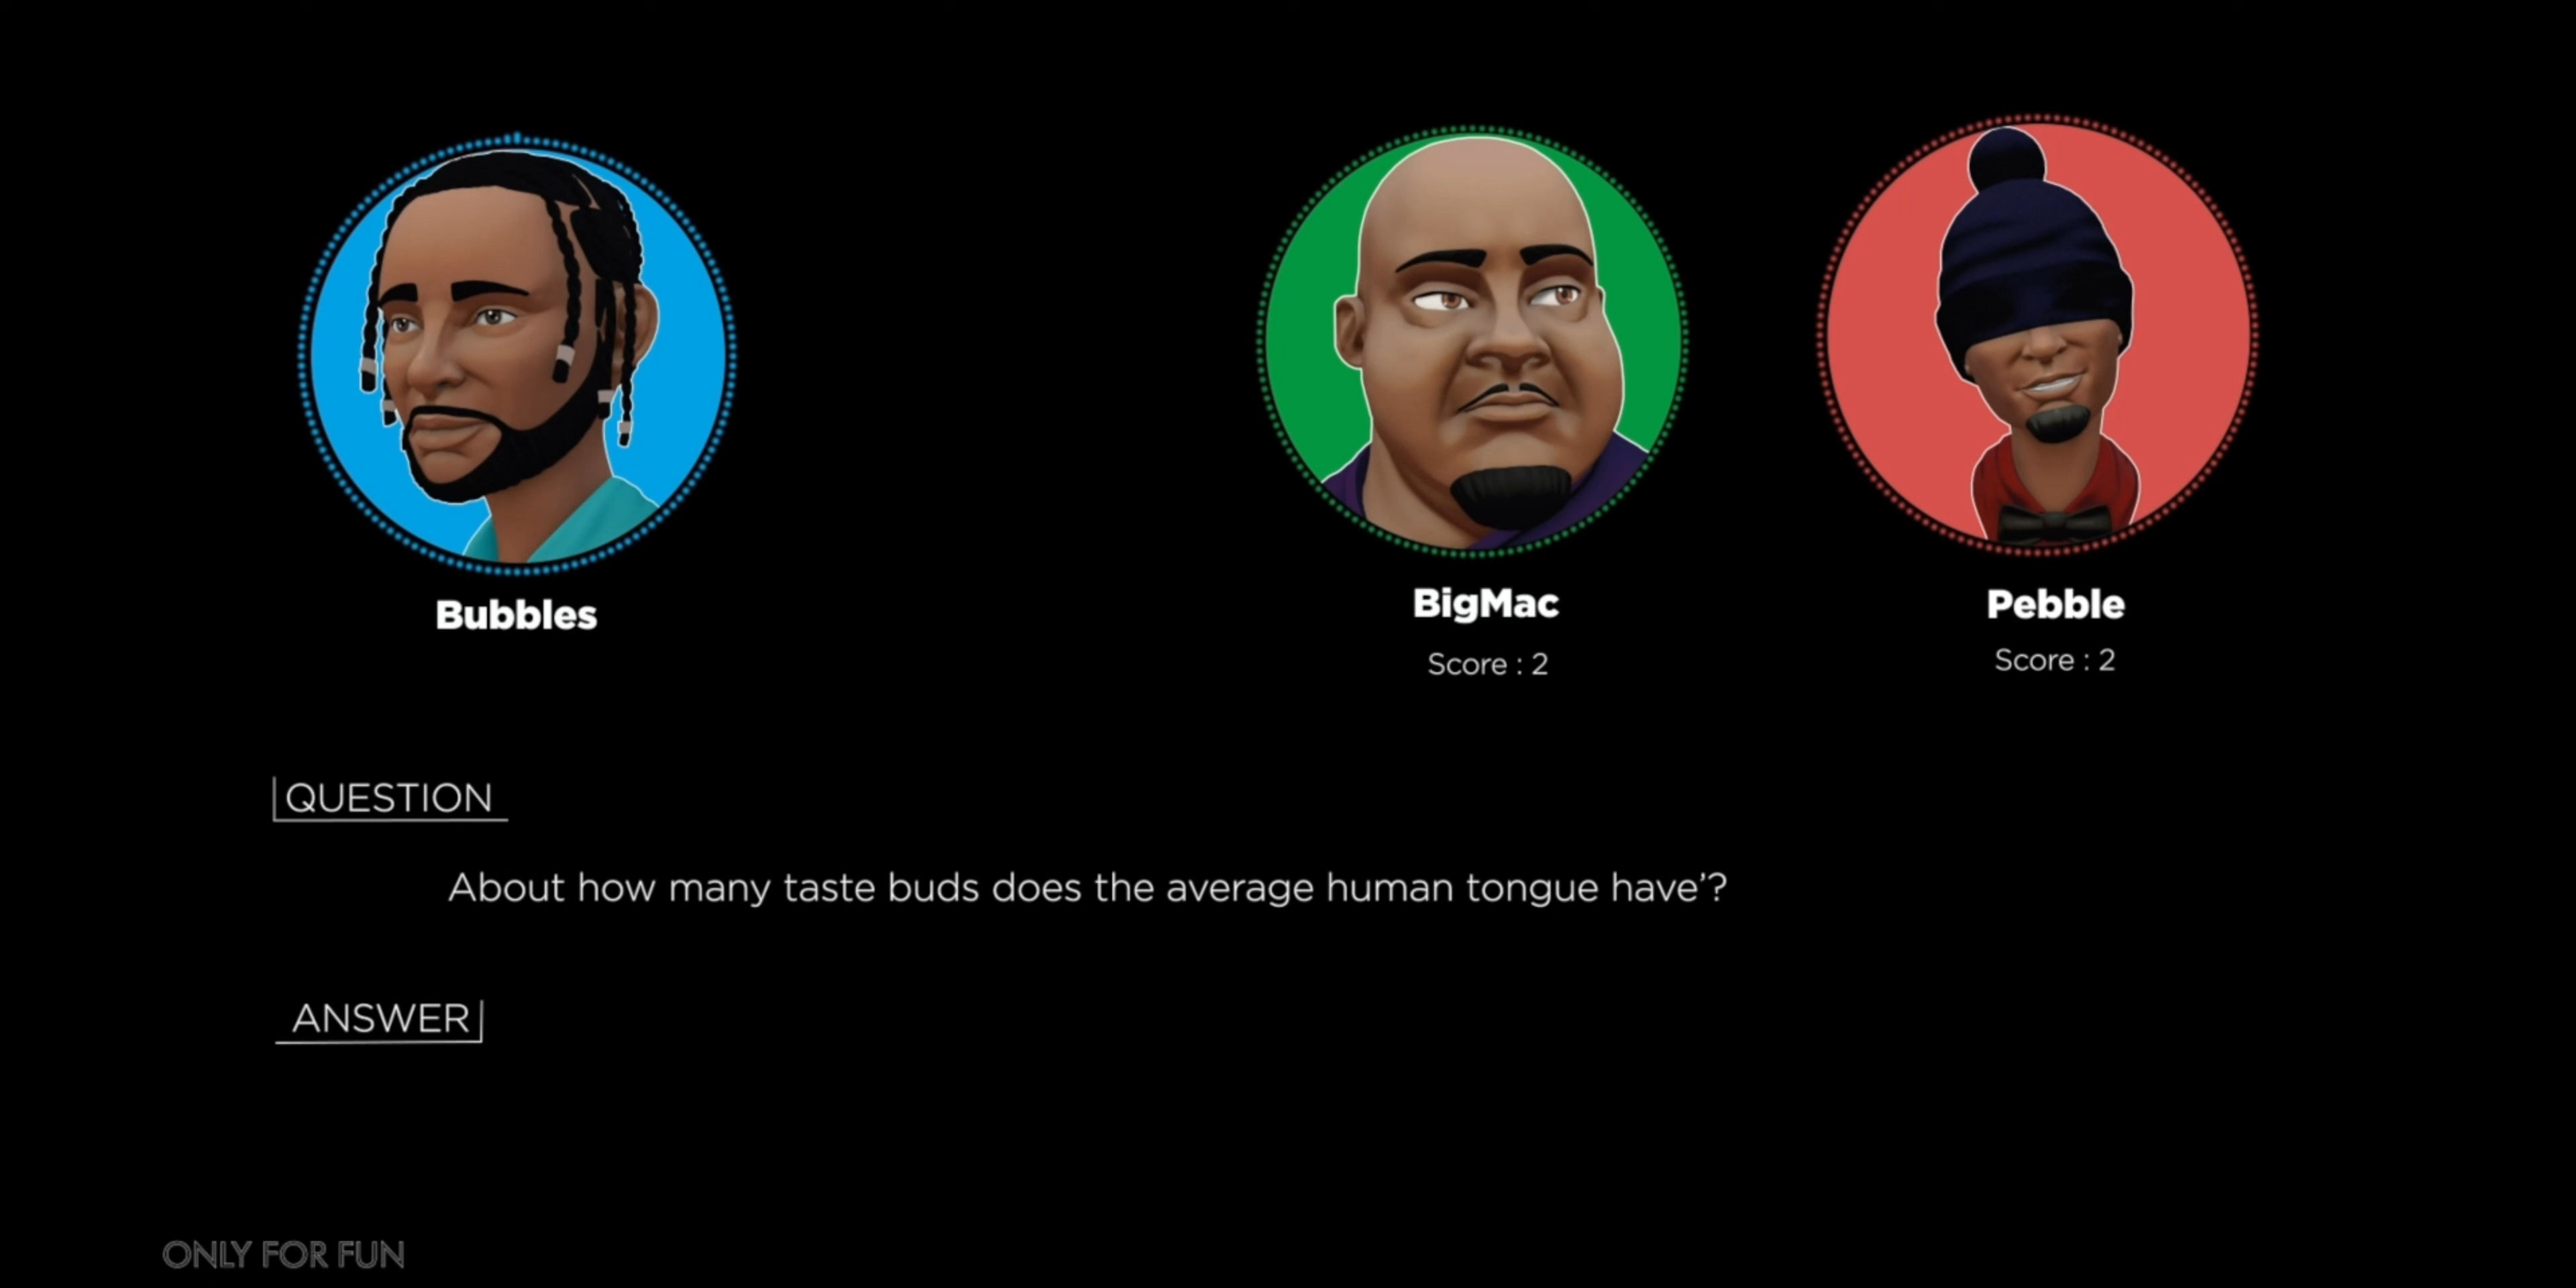 Bubbles
BigMac
Score : 2
Pebble
Score : 2
QUESTION
About how many taste buds does the average human tongue have’?
ANSWER
ONLY FOR FUN